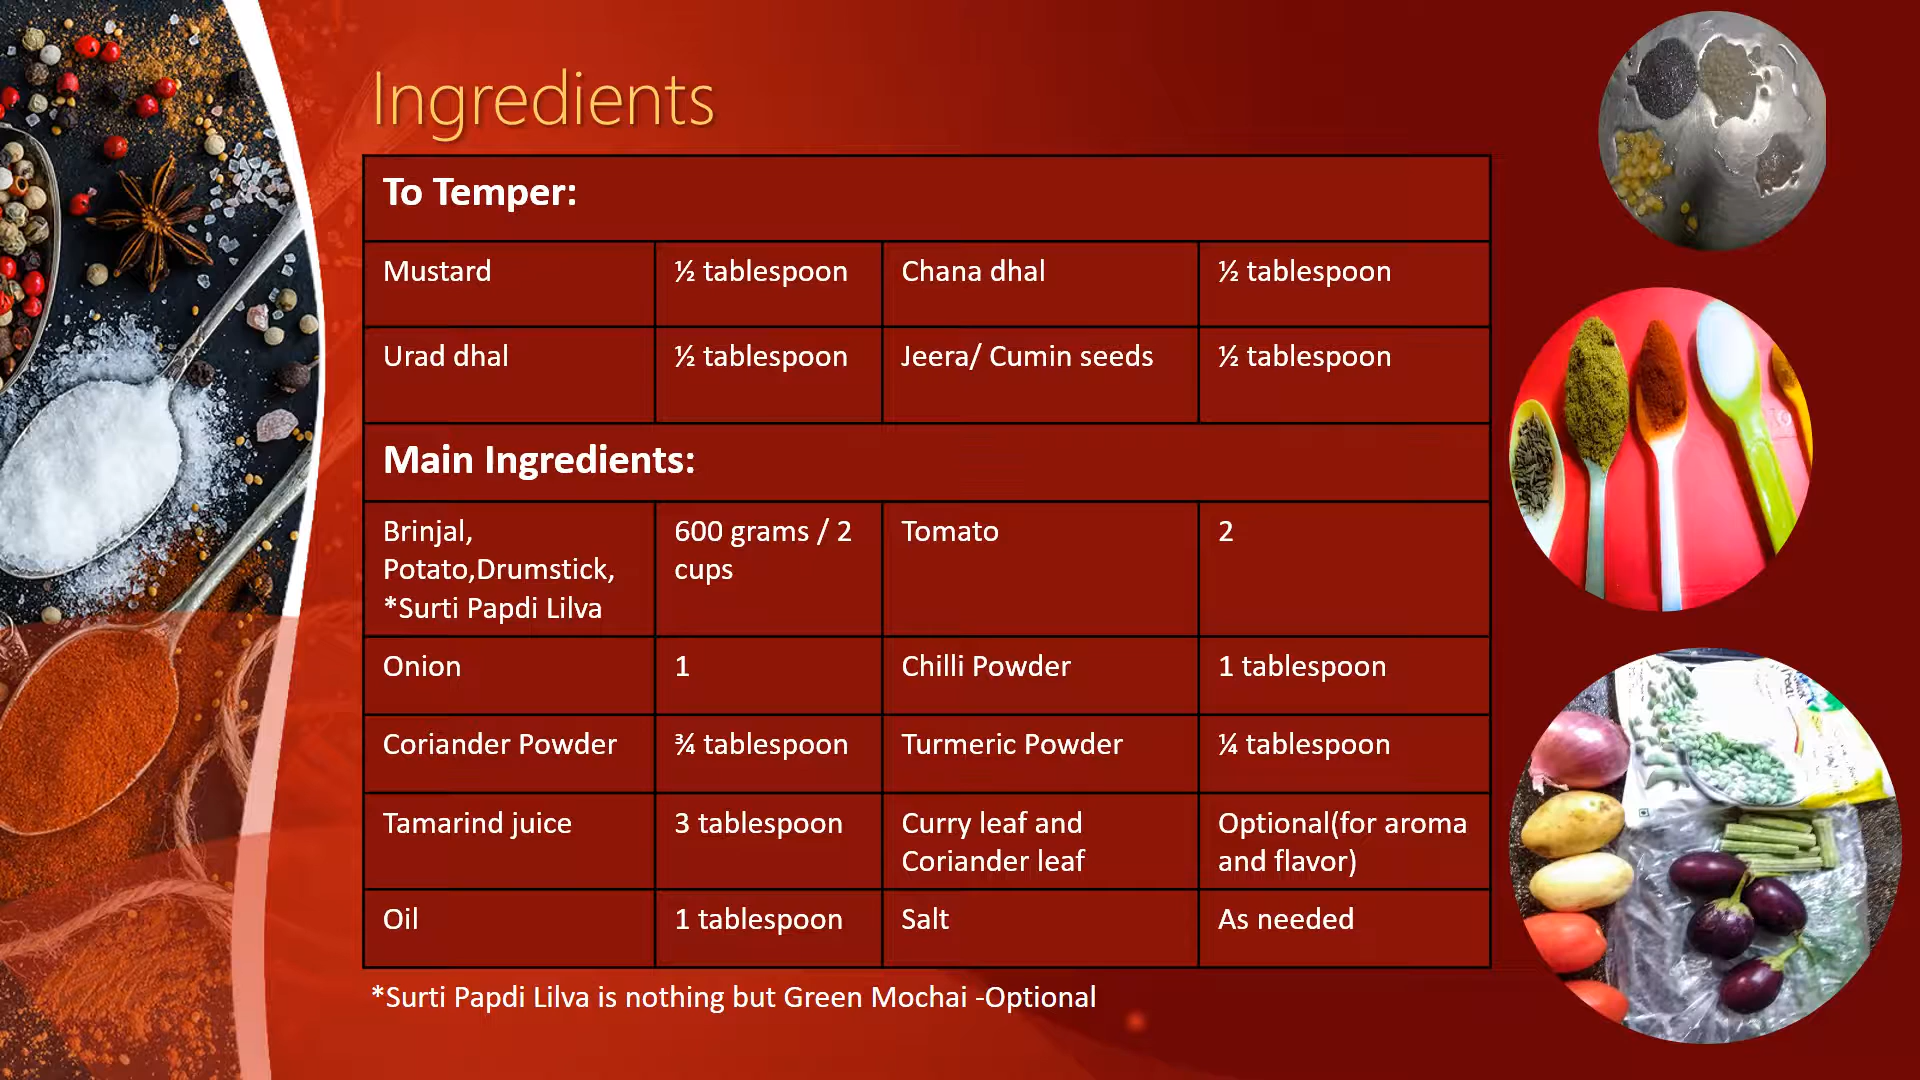 Ingredients
To Temper:
Mustard ½ tablespoon Chana dhal ½ tablespoon
Urad dhal ½ tablespoon Jeera/ Cumin seeds ½ tablespoon
Main Ingredients:
Brinjal,
Potato,Drumstick,
*Surti Papdi Lilva
600 grams / 2
cups
Tomato
2
Onion 1 Chilli Powder 1 tablespoon
Coriander Powder ¾ tablespoon Turmeric Powder ¼ tablespoon
Tamarind juice 3 tablespoon
Curry leaf and
Coriander leaf
Optional(for aroma
and flavor)
Oil 1 tablespoon Salt As needed
*Surti Papdi Lilva is nothing but Green Mochai -Optional